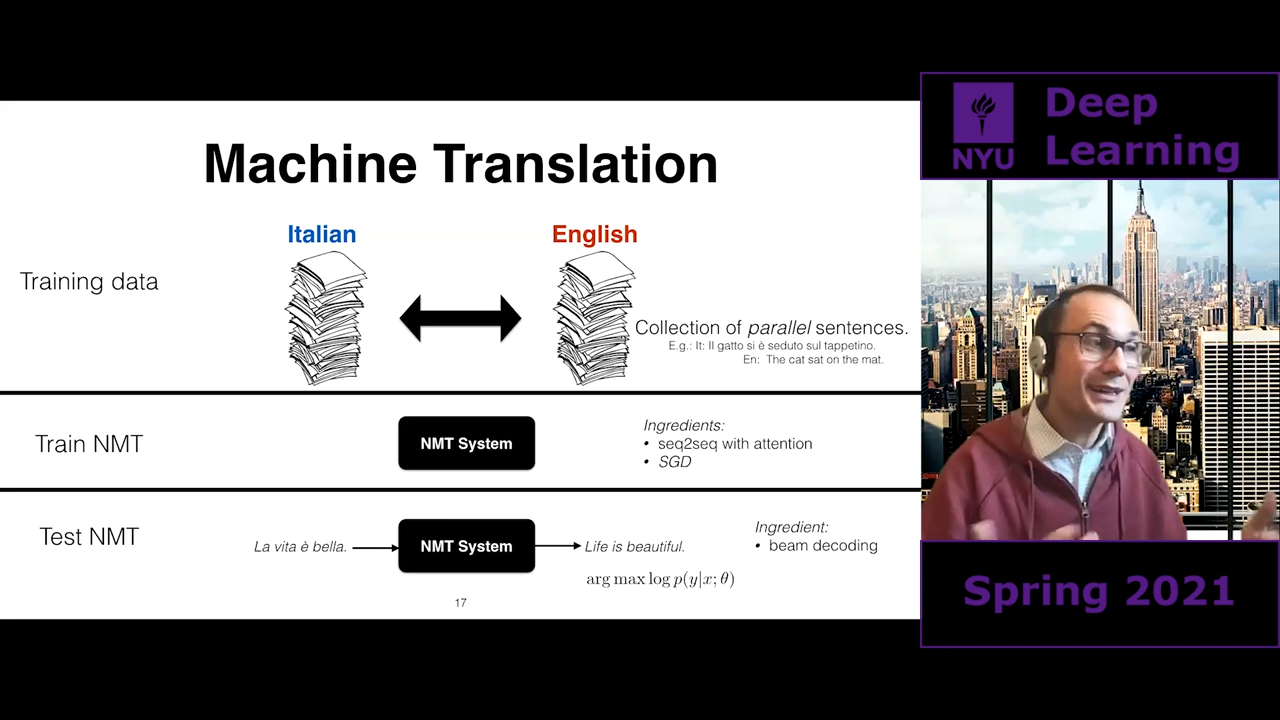 Machine Translation
Italian
English
Training data
Collection of parallel sentences.
E.g.: It: Il gatto si è seduto sul tappetino.
En: The cat sat on the mat.
Train NMT
NMT System
Ingredients:
• seq2seq with attention
• SGD
Test NMT
La vita è bella.
NMT System
Life is beautiful.
arg max log p(y|x; θ)
Ingredient:
• beam decoding
17
NYU
Deep
Learning
Spring 2021